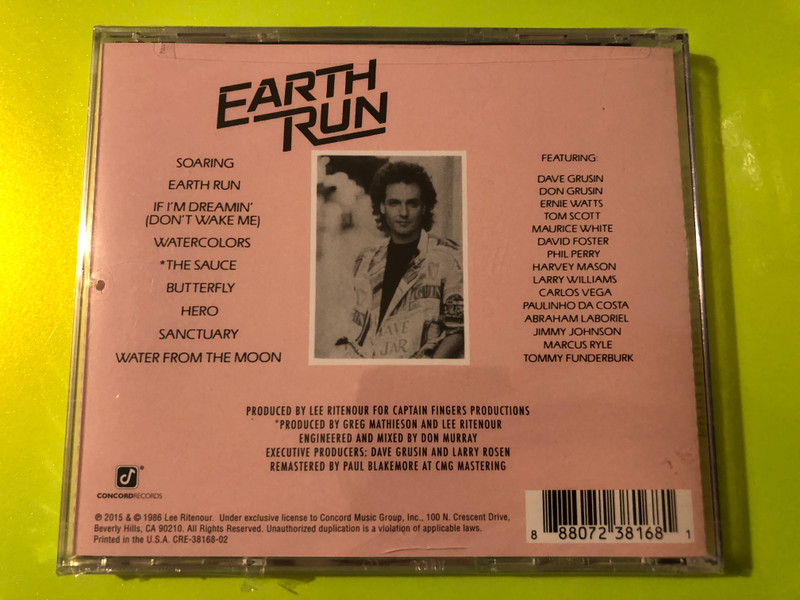 EARTH
RUN
SOARING
EARTH RUN
IF I'M DREAMIN'
(DON'T WAKE ME)
WATERCOLORS
*THE SAUCE
BUTTERFLY
HERO
SANCTUARY
WATER FROM THE MOON
FEATURING:
DAVE GRUSIN
DON GRUSIN
ERNIE WATTS
TOM SCOTT
MAURICE WHITE
DAVID FOSTER
PHIL PERRY
HARVEY MASON
LARRY WILLIAMS
CARLOS VEGA
PAULINHO DA COSTA
ABRAHAM LABORIEL
JIMMY JOHNSON
MARCUS RYLE
TOMMY FUNDERBURK
PRODUCED BY LEE RITENOUR FOR CAPTAIN FINGERS PRODUCTIONS
*PRODUCED BY GREG MATHIESON AND LEE RITENOUR
ENGINEERED AND MIXED BY DON MURRAY
EXECUTIVE PRODUCERS: DAVE GRUSIN AND LARRY ROSEN
REMASTERED BY PAUL BLAKEMORE AT CMG MASTERING
®
CONCORDRECORDS
℗ 2015 & © 1986 Lee Ritenour. Under exclusive license to Concord Music Group, Inc., 100 N. Crescent Drive,
Beverly Hills, CA 90210. All Rights Reserved. Unauthorized duplication is a violation of applicable laws.
Printed in the U.S.A. CRE-38168-02
8 88072 38168 1